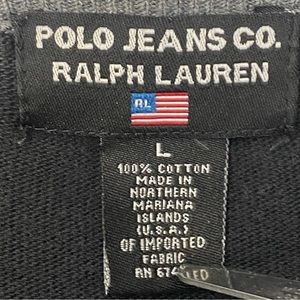 POLO JEANS CO.
RALPH LAUREN
RL
L
100% COTTON
MADE IN
NORTHERN
MARIANA
ISLANDS
(U.S.A.)
OF IMPORTED
FABRIC
RN